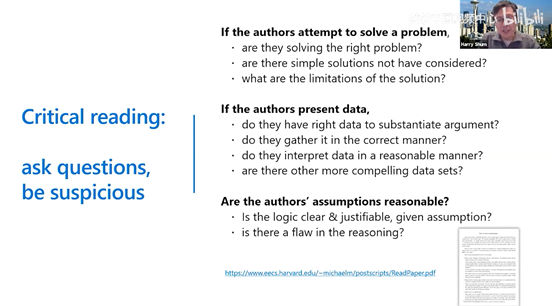 If the authors attempt to solve a problem,
· are they solving the right problem?
· are there simple solutions not have considered?
· what are the limitations of the solution?
Critical reading:
ask questions,
be suspicious
If the authors present data,
· do they have right data to substantiate argument?
· do they gather it in the correct manner?
· do they interpret data in a reasonable manner?
· are there other more compelling data sets?
Are the authors' assumptions reasonable?
· Is the logic clear & justifiable, given assumption?
· is there a flaw in the reasoning?
https://www.eecs.harvard.edu/~michaelm/postscripts/ReadPaper.pdf
Harry Shum
bilibili